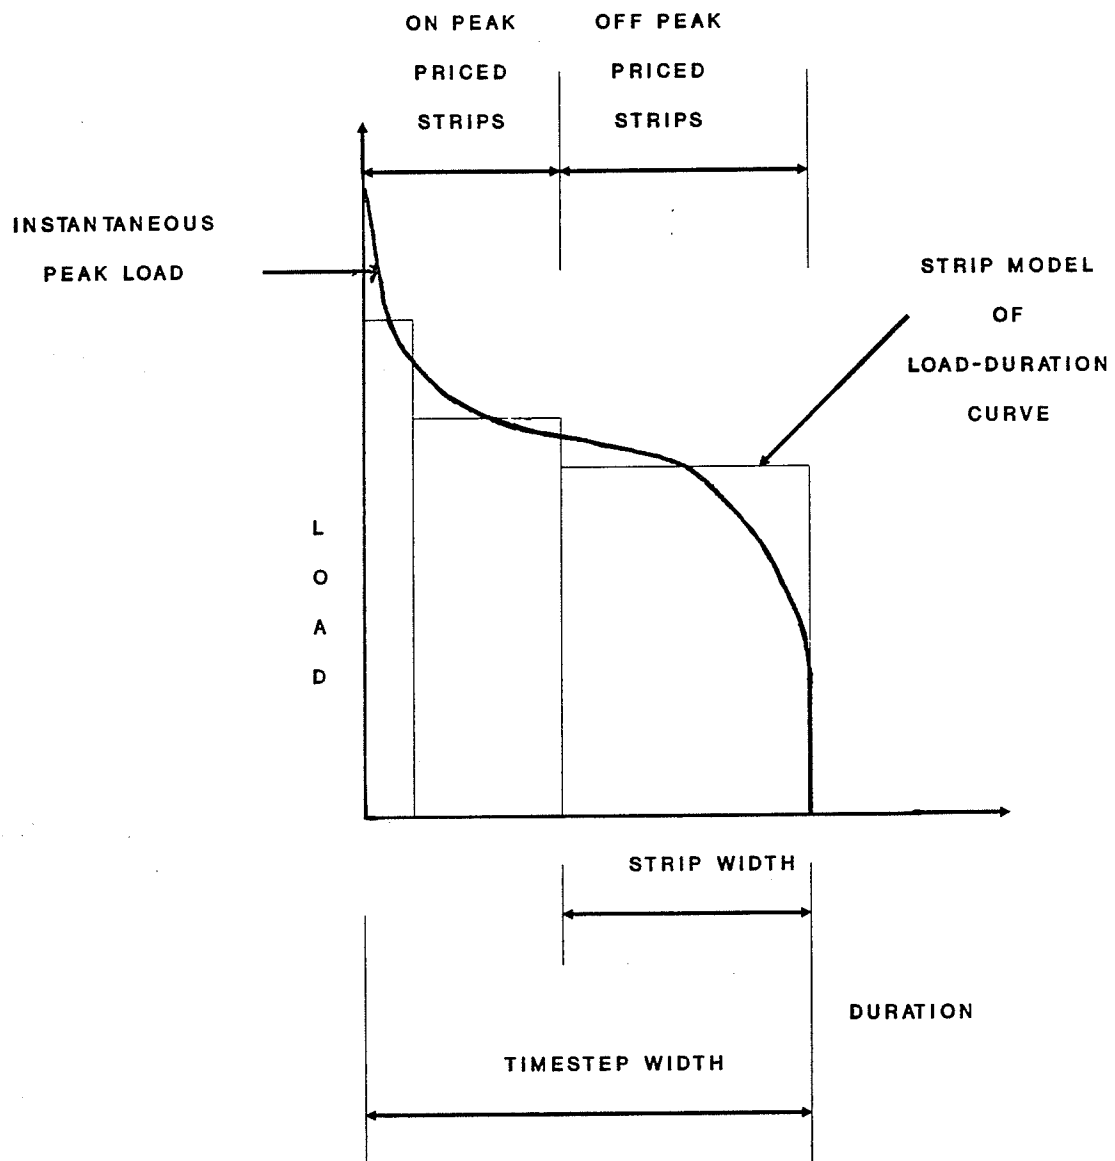 ON PEAK
PRICED
STRIPS
OFF PEAK
PRICED
STRIPS
INSTANTANEOUS
PEAK LOAD
STRIP MODEL
OF
LOAD-DURATION
CURVE
L
O
A
D
STRIP WIDTH
DURATION
TIMESTEP WIDTH